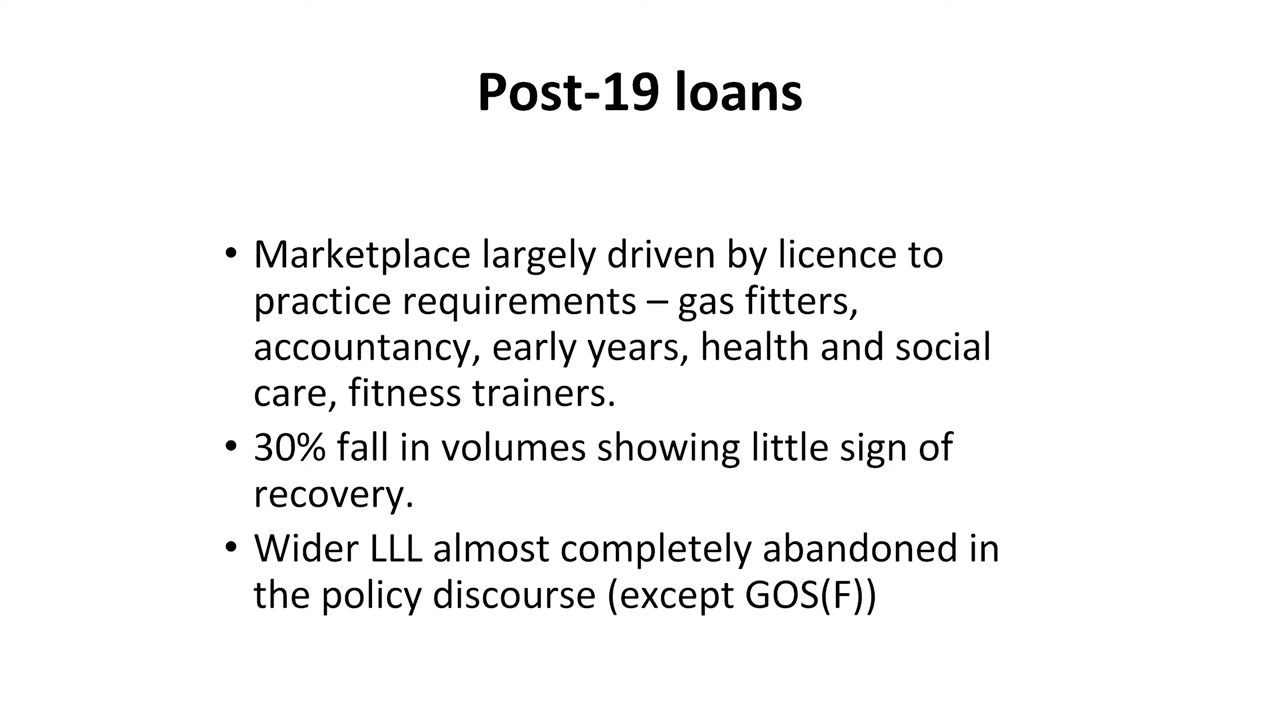 Post-19 loans
• Marketplace largely driven by licence to
practice requirements – gas fitters,
accountancy, early years, health and social
care, fitness trainers.
• 30% fall in volumes showing little sign of
recovery.
• Wider LLL almost completely abandoned in
the policy discourse (except GOS(F))